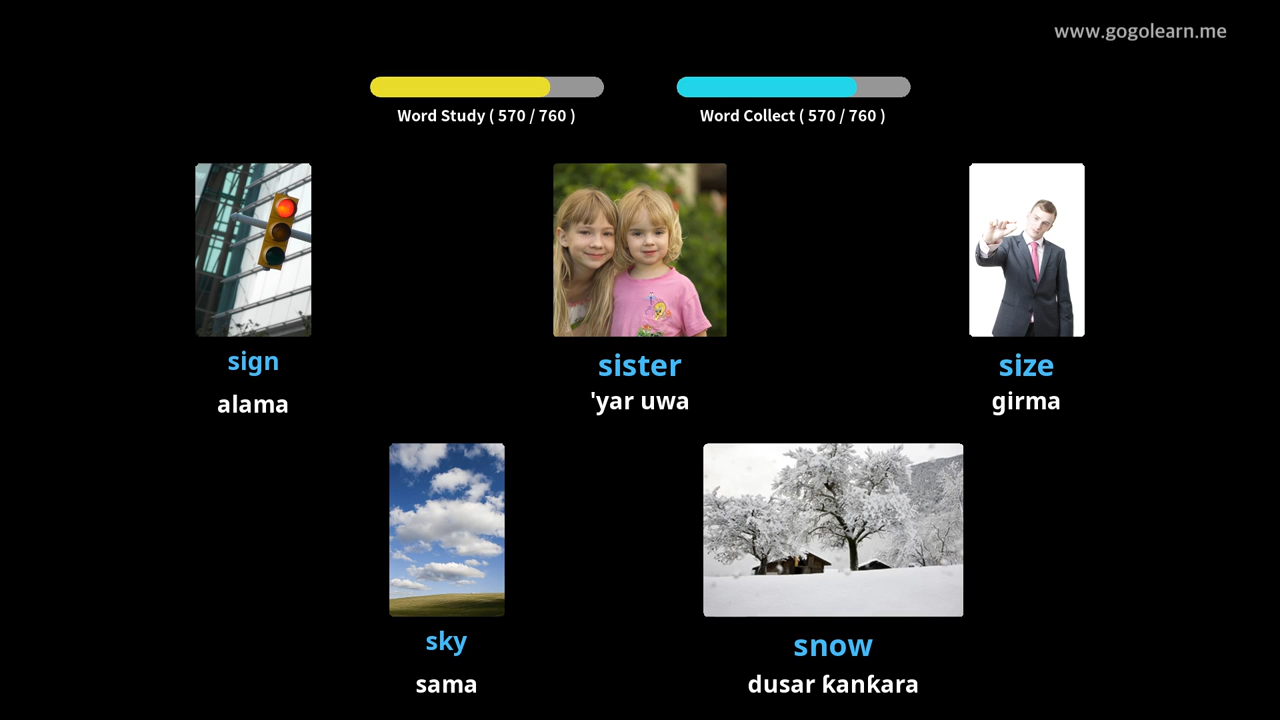 www.gogolearn.me
Word Study ( 570 / 760 )
Word Collect ( 570 / 760 )
sign
alama
sister
'yar uwa
size
girma
sky
sama
snow
dusar ƙanƙara